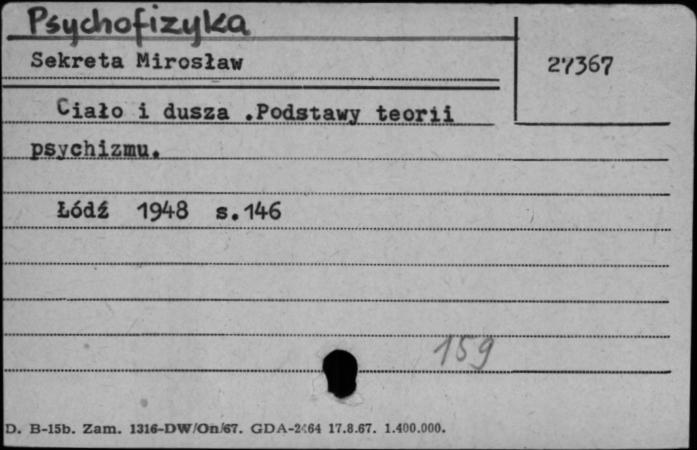 Psychofizyka
Sekreta Mirosław
27367
Ciało i dusza .Podstawy teorii
psychizmu.
Łódź 1948 s.146
159
D. B-15b. Zam. 1316-DW/On/67. GDA-2464 17.8.67. 1.400.000.